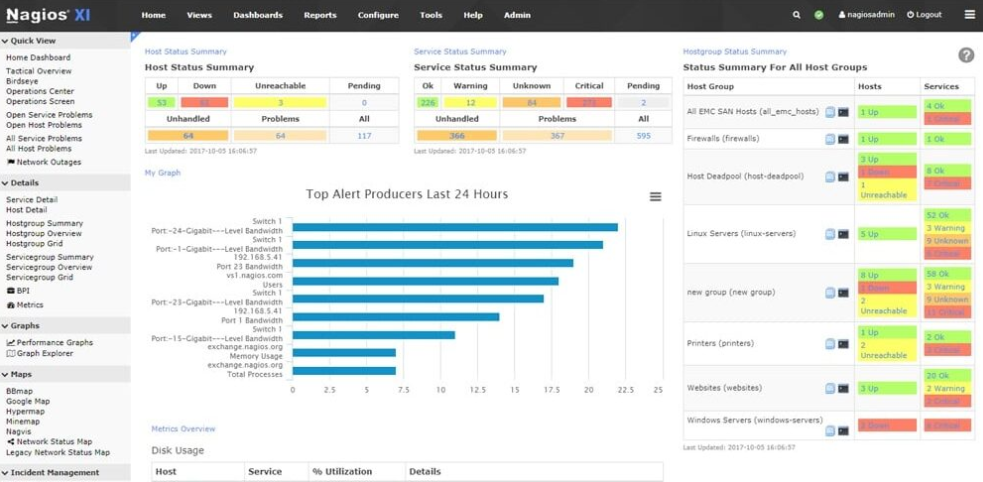 Nagios® XI
Home Views Dashboards Reports Configure Tools Help Admin
nagiosadmin Logout
Quick View
Home Dashboard
Tactical Overview
Birdseye
Operations Center
Operations Screen
Open Service Problems
Open Host Problems
All Service Problems
All Host Problems
Network Outages
Details
Service Detail
Host Detail
Hostgroup Summary
Hostgroup Overview
Hostgroup Grid
Servicegroup Summary
Servicegroup Overview
Servicegroup Grid
BPI
Metrics
Graphs
Performance Graphs
Graph Explorer
Maps
BBmap
Google Map
Hypermap
Minemap
Nagvis
Network Status Map
Legacy Network Status Map
Incident Management
Host Status Summary
Host Status Summary
Up Down Unreachable Pending
53 3 0
Unhandled Problems All
64 64 117
Last Updated: 2017-10-05 16:06:57
Service Status Summary
Service Status Summary
Ok Warning Unknown Critical Pending
226 12 84 271 2
Unhandled Problems All
366 367 595
Last Updated: 2017-10-05 16:06:57
My Graph
Top Alert Producers Last 24 Hours
Switch 1
Port:-24-Gigabit---Level Bandwidth
Switch 1
Port:-1-Gigabit---Level Bandwidth
192.168.5.41
Port 23 Bandwidth
vs1.nagios.com
Users
Switch 1
Port:-23-Gigabit---Level Bandwidth
192.168.5.41
Port 1 Bandwidth
Switch 1
Port:-15-Gigabit---Level Bandwidth
exchange.nagios.org
Memory Usage
exchange.nagios.org
Total Processes
0 2.5 5 7.5 10 12.5 15 17.5 20 22.5 25
Metrics Overview
Disk Usage
Host Service % Utilization Details
Hostgroup Status Summary
?
Status Summary For All Host Groups
Host Group Hosts Services
All EMC SAN Hosts (all_emc_hosts) 1 Up 4 Ok
1 Critical
Firewalls (firewalls) 1 Up 1 Ok
Host Deadpool (host-deadpool) 3 Up
1 Down
1
Unreachable
8 Ok
Critical
Linux Servers (linux-servers) 5 Up 52 Ok
3 Warning
9 Unknown
Critical
new group (new group) 8 Up
1 Down
2
Unreachable
58 Ok
3 Warning
9 Unknown
11 Critical
Printers (printers) 1 Up
2
Unreachable
2 Ok
Critical
Websites (websites) 3 Up 20 Ok
2 Warning
Critical
Windows Servers (windows-servers) Down Critical
Last Updated: 2017-10-05 16:06:57